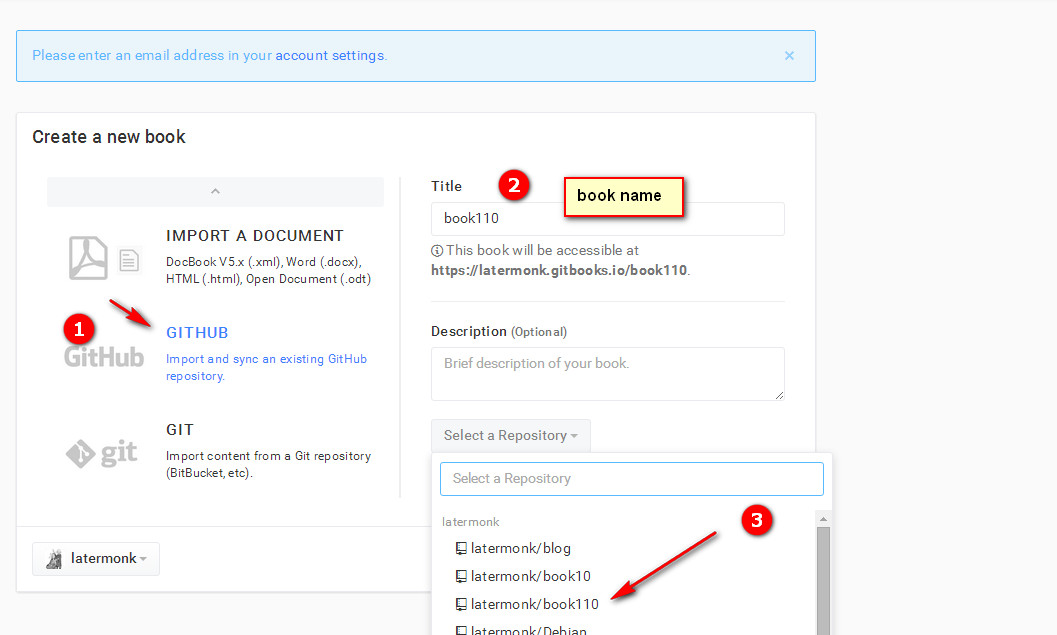 Please enter an email address in your account settings.
×
Create a new book
IMPORT A DOCUMENT
DocBook V5.x (.xml), Word (.docx),
HTML (.html), Open Document (.odt)
1
GitHub
GITHUB
Import and sync an existing GitHub
repository.
git
GIT
Import content from a Git repository
(BitBucket, etc).
latermonk
Title
2
book name
book110
This book will be accessible at
https://latermonk.gitbooks.io/book110.
Description (Optional)
Brief description of your book.
Select a Repository
Select a Repository
3
latermonk
latermonk/blog
latermonk/book10
latermonk/book110
latermonk/Debian